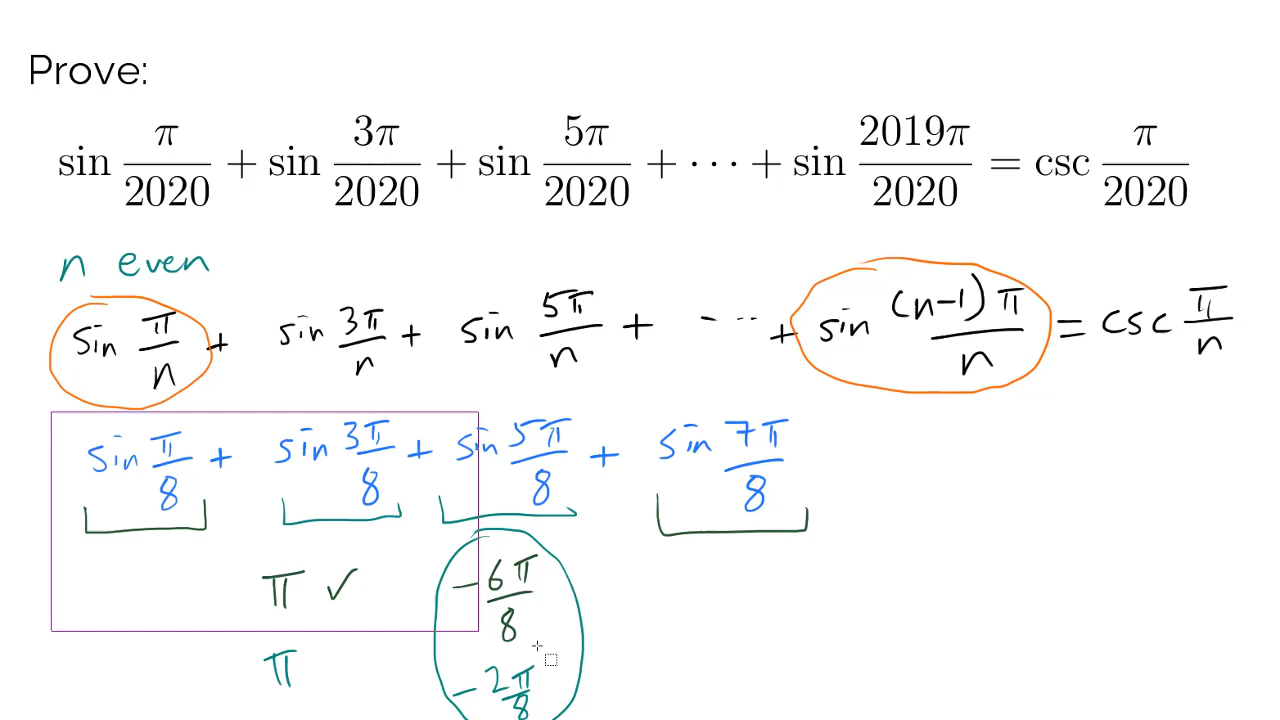 Prove:
sin π/2020 + sin 3π/2020 + sin 5π/2020 + ⋯ + sin 2019π/2020 = csc π/2020
n even
sin π/n + sin 3π/n + sin 5π/n + --- + sin (n-1)π/n = csc π/n
sin π/8 + sin 3π/8 + sin 5π/8 + sin 7π/8
π ✓ -6π/8
π -2π/8